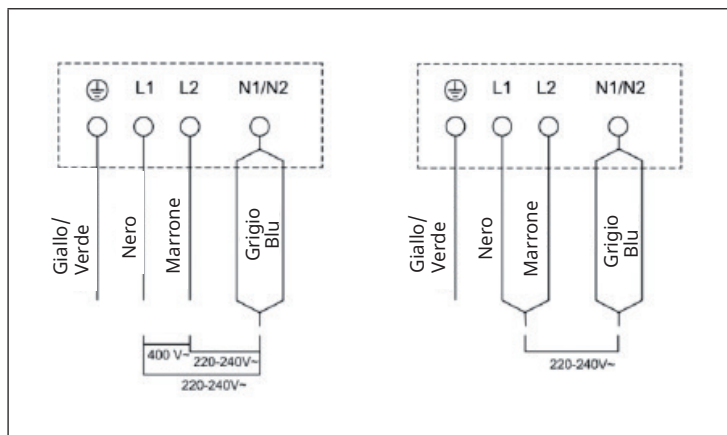 L1 L2 N1/N2
Giallo/
Verde
Nero
Marrone
Grigio
Blu
400 V~
220-240V~
220-240V~
L1 L2 N1/N2
Giallo/
Verde
Nero
Marrone
Grigio
Blu
220-240V~